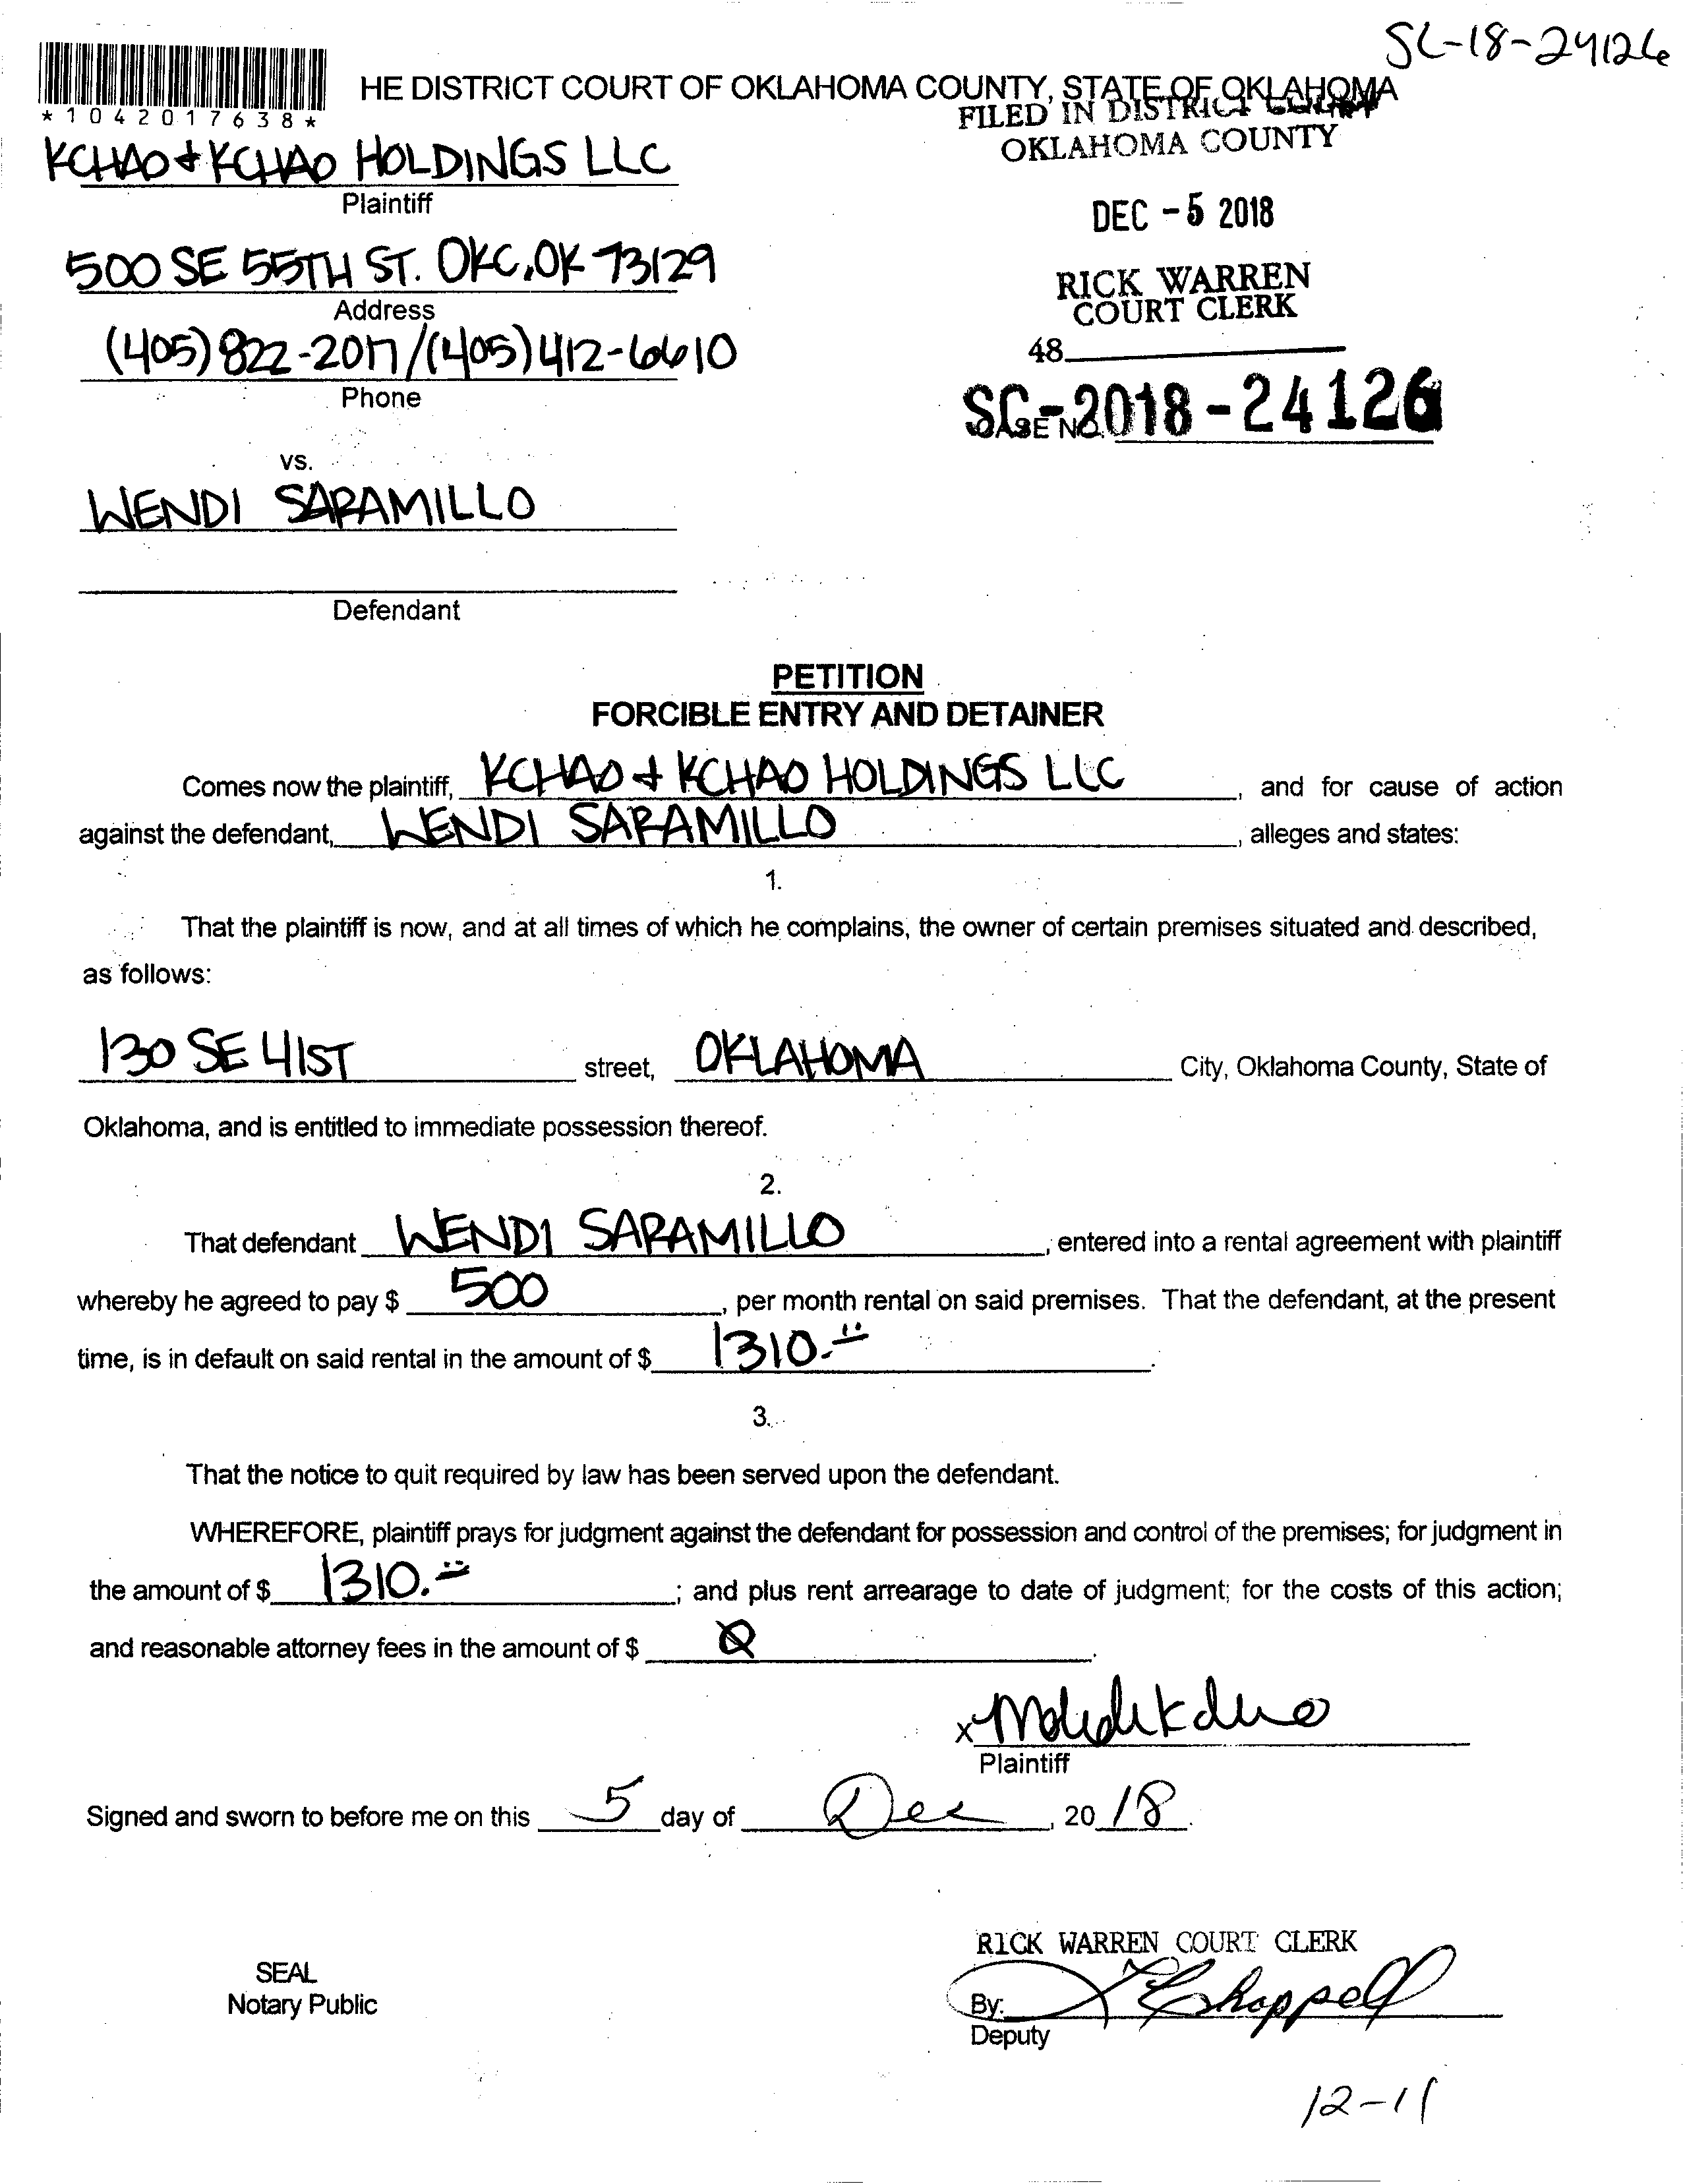 SC-18-24126
*1042017638*
HE DISTRICT COURT OF OKLAHOMA COUNTY, STATE OF OKLAHOMA
FILED IN DISTRICT COURT
OKLAHOMA COUNTY
KCHAO & KCHAO HOLDINGS LLC
Plaintiff
DEC -5 2018
500 SE 55TH ST. OKC, OK 73129
Address
RICK WARREN
COURT CLERK
(405) 822-2017/(405) 412-6610
Phone
48
SC-2018-24126
CASE NO.
vs.
WENDI SARAMILLO
Defendant
PETITION
FORCIBLE ENTRY AND DETAINER
Comes now the plaintiff, KCHAO & KCHAO HOLDINGS LLC, and for cause of action
against the defendant, WENDI SARAMILLO, alleges and states:
1.
That the plaintiff is now, and at all times of which he complains, the owner of certain premises situated and described,
as follows:
130 SE 41ST street, OKLAHOMA City, Oklahoma County, State of
Oklahoma, and is entitled to immediate possession thereof.
2.
That defendant WENDI SARAMILLO, entered into a rental agreement with plaintiff
whereby he agreed to pay $ 500, per month rental on said premises. That the defendant, at the present
time, is in default on said rental in the amount of $ 1310.--.
3.
That the notice to quit required by law has been served upon the defendant.
WHEREFORE, plaintiff prays for judgment against the defendant for possession and control of the premises; for judgment in
the amount of $ 1310.--; and plus rent arrearage to date of judgment; for the costs of this action;
and reasonable attorney fees in the amount of $ 0.
x
Plaintiff
Signed and sworn to before me on this 5 day of Dec, 2018.
RICK WARREN COURT CLERK
SEAL
Notary Public
By: Chappell
Deputy
12-11